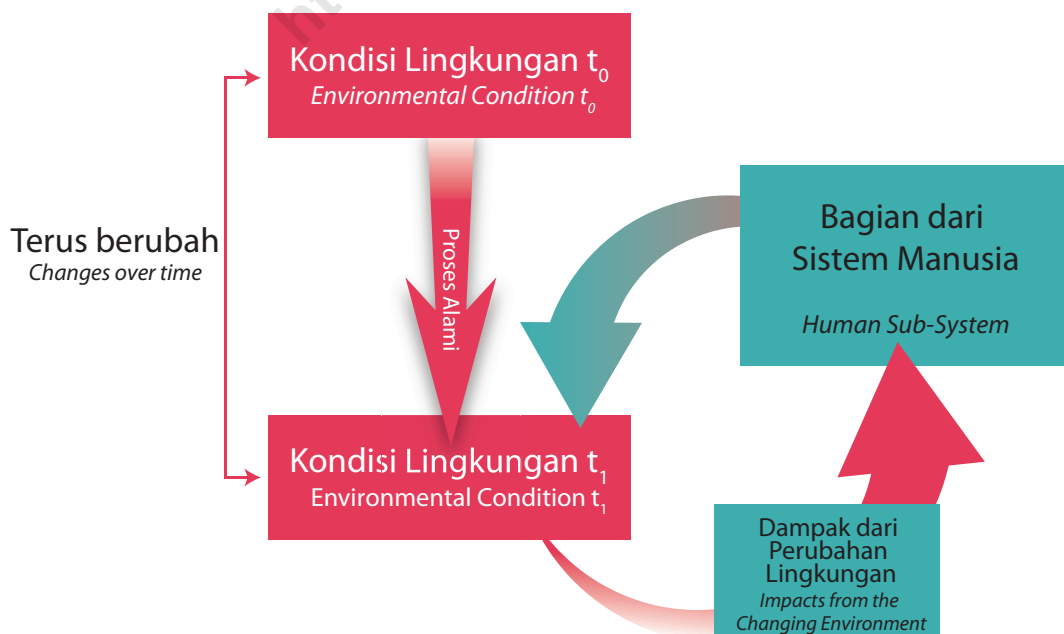 Kondisi Lingkungan t₀
Environmental Condition t₀
Terus berubah
Changes over time
Proses Alami
Bagian dari
Sistem Manusia
Human Sub-System
Kondisi Lingkungan t₁
Environmental Condition t₁
Dampak dari
Perubahan
Lingkungan
Impacts from the
Changing Environment